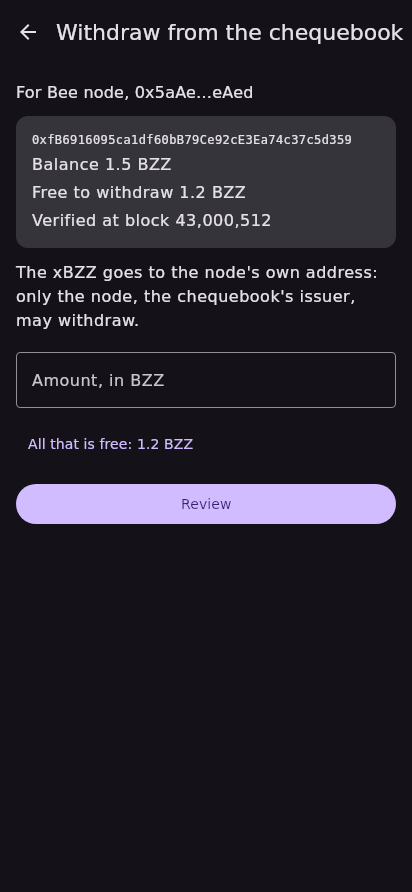 Withdraw from the chequebook
For Bee node, 0x5aAe…eAed
0xfB6916095ca1df60bB79Ce92cE3Ea74c37c5d359
Balance 1.5 BZZ
Free to withdraw 1.2 BZZ
Verified at block 43,000,512
The xBZZ goes to the node's own address:
only the node, the chequebook's issuer,
may withdraw.
Amount, in BZZ
All that is free: 1.2 BZZ
Review